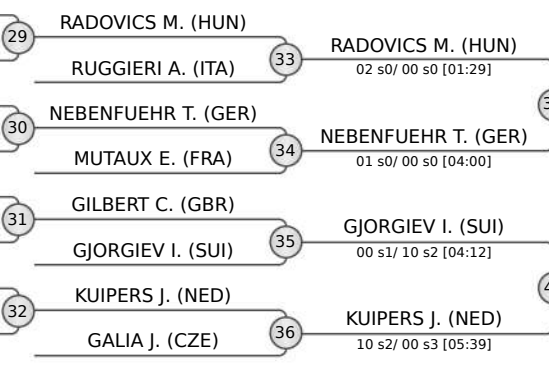 29
RADOVICS M. (HUN)
RUGGIERI A. (ITA)
33
RADOVICS M. (HUN)
02 s0/ 00 s0 [01:29]
30
NEBENFUEHR T. (GER)
MUTAUX E. (FRA)
34
NEBENFUEHR T. (GER)
01 s0/ 00 s0 [04:00]
31
GILBERT C. (GBR)
GJORGIEV I. (SUI)
35
GJORGIEV I. (SUI)
00 s1/ 10 s2 [04:12]
32
KUIPERS J. (NED)
GALIA J. (CZE)
36
KUIPERS J. (NED)
10 s2/ 00 s3 [05:39]